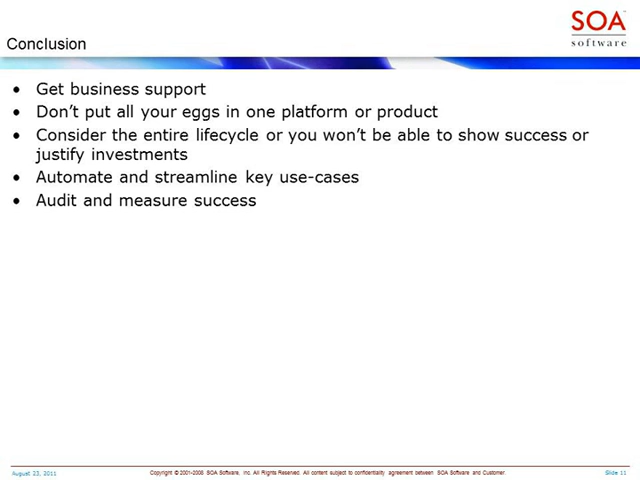 SOA™
software
Conclusion
• Get business support
• Don’t put all your eggs in one platform or product
• Consider the entire lifecycle or you won’t be able to show success or
justify investments
• Automate and streamline key use-cases
• Audit and measure success
August 23, 2011
Copyright © 2001-2008 SOA Software, Inc. All Rights Reserved. All content subject to confidentiality agreement between SOA Software and Customer.
Slide 11